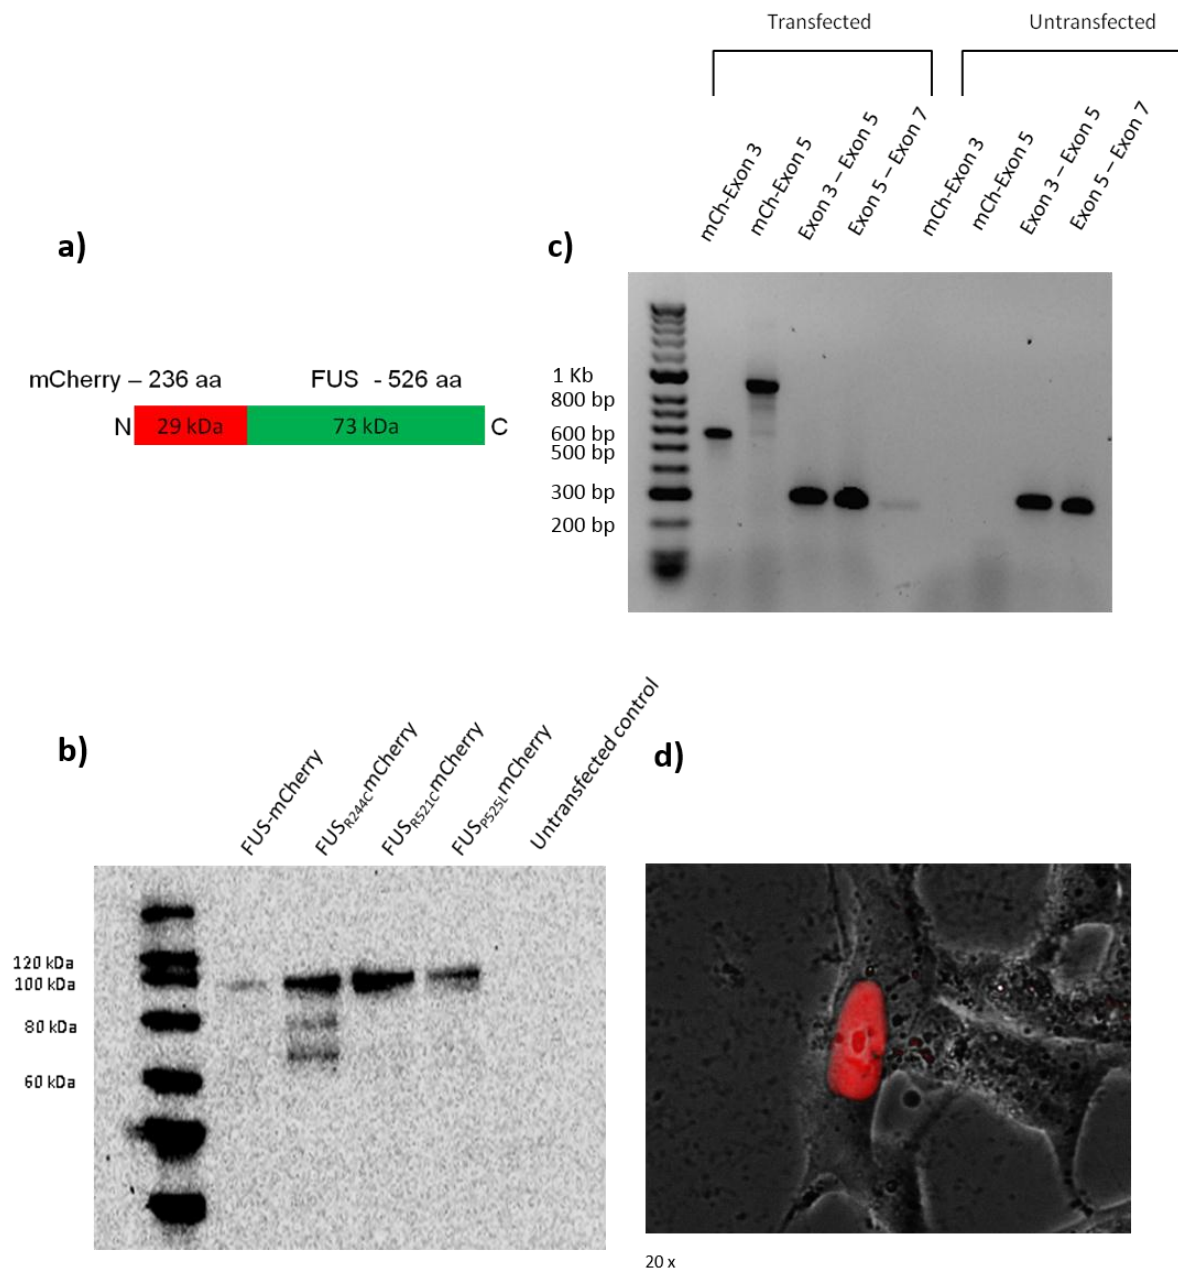 Transfected
Untransfected
mCh-Exon 3
mCh-Exon 5
Exon 3 – Exon 5
Exon 5 – Exon 7
mCh-Exon 3
mCh-Exon 5
Exon 3 – Exon 5
Exon 5 – Exon 7
a)
c)
mCherry – 236 aa
FUS - 526 aa
N
29 kDa
73 kDa
C
1 Kb
800 bp
600 bp
500 bp
300 bp
200 bp
b)
FUS-mCherry
FUSR244CmCherry
FUSR521CmCherry
FUSP525LmCherry
Untransfected control
d)
120 kDa
100 kDa
80 kDa
60 kDa
20 x